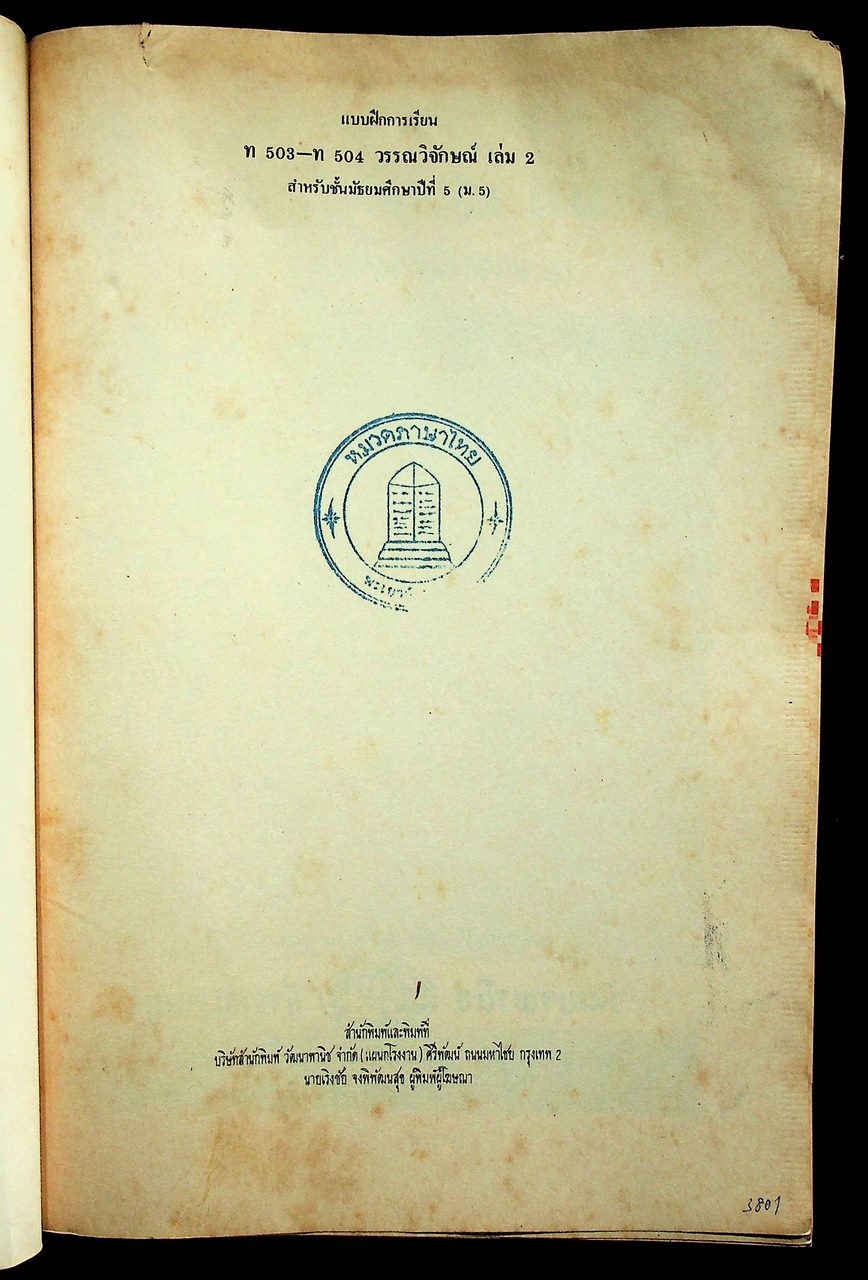 แบบฝึกการเรียน
ท 503—ท 504 วรรณวิจักษณ์ เล่ม 2
สำหรับชั้นมัธยมศึกษาปีที่ 5 (ม. 5)
หมวดภาษาไทย
สำนักพิมพ์และพิมพ์ที่
บริษัทสำนักพิมพ์ วัฒนาพานิช จำกัด (แผนกโรงงาน) ศิริพัฒน์ ถนนมหาไชย กรุงเทพ 2
นายเริงชัย จงพิพัฒนสุข ผู้พิมพ์ผู้โฆษณา
3801